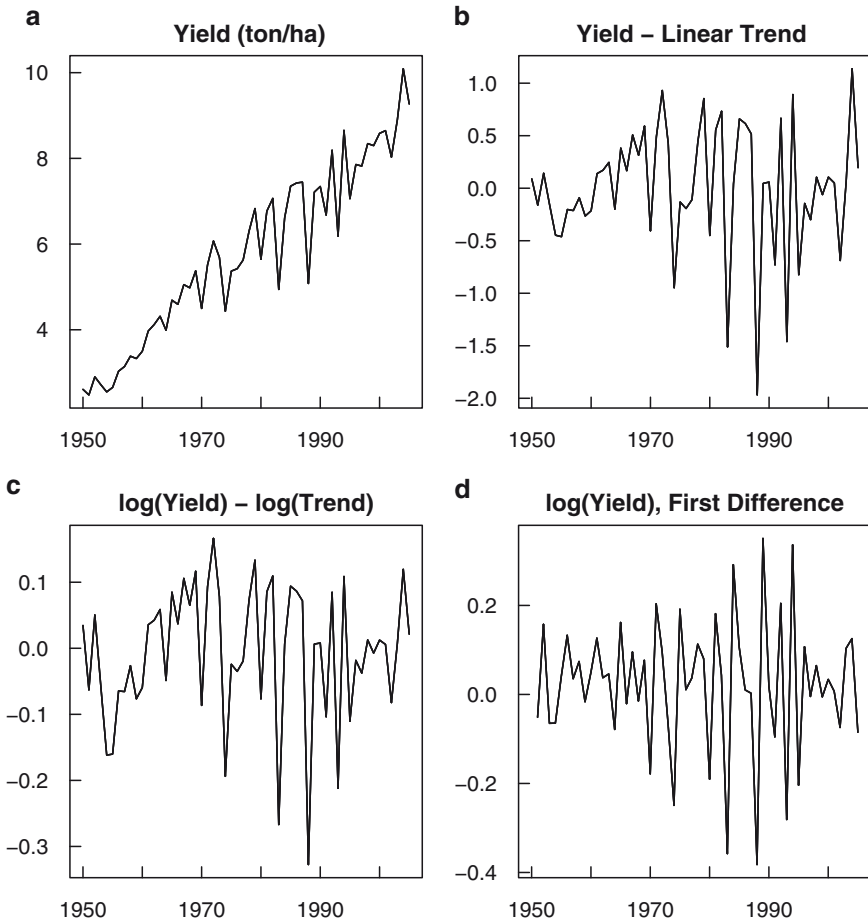 a
Yield (ton/ha)
10
8
6
4
1950 1970 1990
b
Yield − Linear Trend
1.0
0.5
0.0
−0.5
−1.0
−1.5
−2.0
1950 1970 1990
c
log(Yield) − log(Trend)
0.1
0.0
−0.1
−0.2
−0.3
1950 1970 1990
d
log(Yield), First Difference
0.2
0.0
−0.2
−0.4
1950 1970 1990